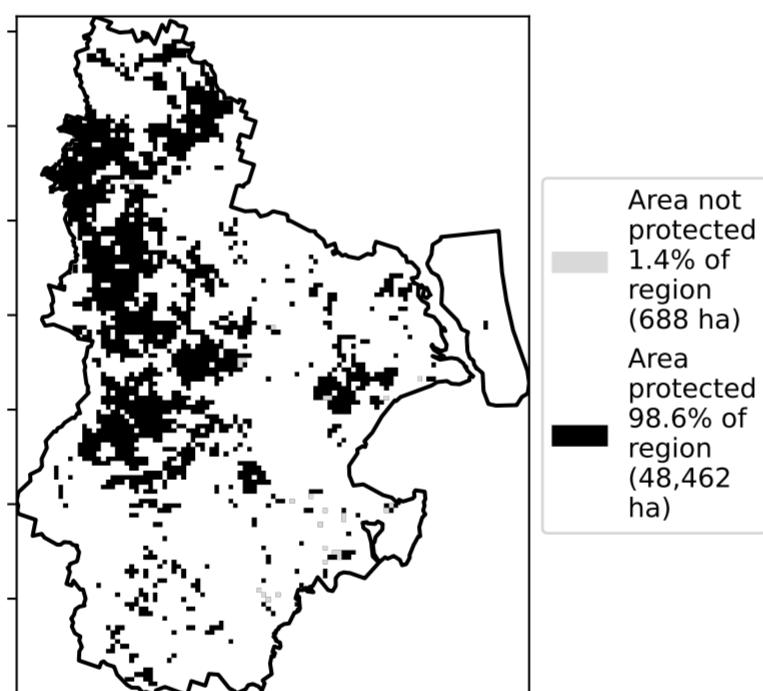 Area not
protected
1.4% of
region
(688 ha)
Area
protected
98.6% of
region
(48,462
ha)